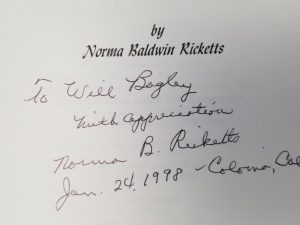 by
Norma Baldwin Ricketts
To Will Bagley
with appreciation
Norma B. Ricketts
Jan. 24, 1998 - Coloma, Cal